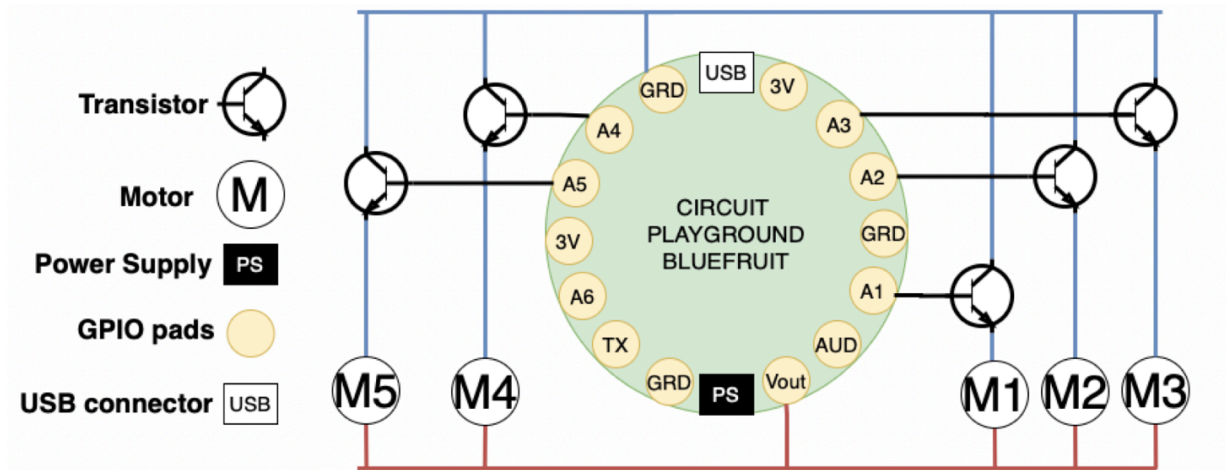 Transistor
Motor
M
Power Supply
PS
GPIO pads
USB connector
USB
USB
GRD
3V
A4
A3
A5
A2
CIRCUIT
PLAYGROUND
BLUEFRUIT
3V
GRD
A6
A1
TX
AUD
GRD
PS
Vout
M5
M4
M1
M2
M3